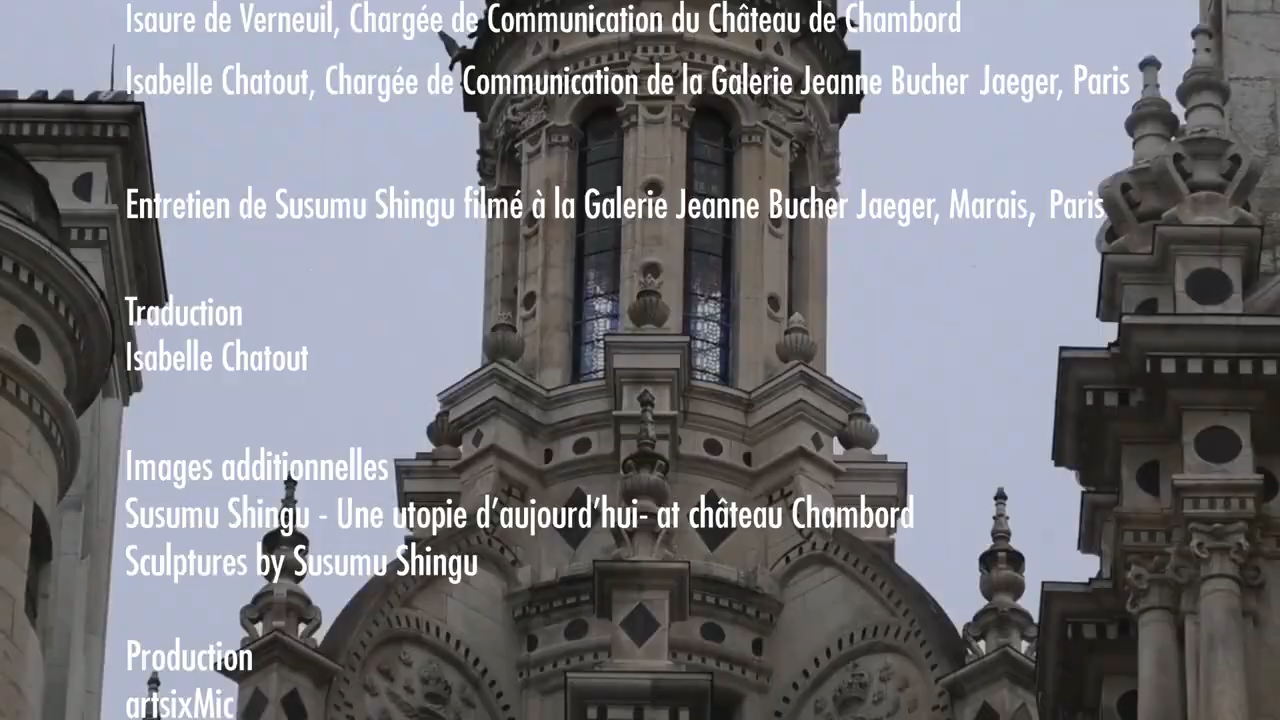 Isaure de Verneuil, Chargée de Communication du Château de Chambord
Isabelle Chatout, Chargée de Communication de la Galerie Jeanne Bucher Jaeger, Paris
Entretien de Susumu Shingu filmé à la Galerie Jeanne Bucher Jaeger, Marais, Paris
Traduction
Isabelle Chatout
Images additionnelles
Susumu Shingu - Une utopie d’aujourd’hui- at château Chambord
Sculptures by Susumu Shingu
Production
artsixMic